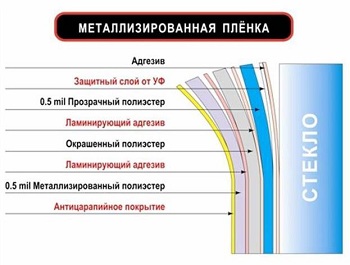 МЕТАЛЛИЗИРОВАННАЯ ПЛЁНКА
Адгезив
Защитный слой от УФ
0.5 mil Прозрачный полиэстер
Ламинирующий адгезив
Окрашенный полиэстер
Ламинирующий адгезив
0.5 mil Металлизированный полиэстер
Антицарапийное покрытие
СТЕКЛО